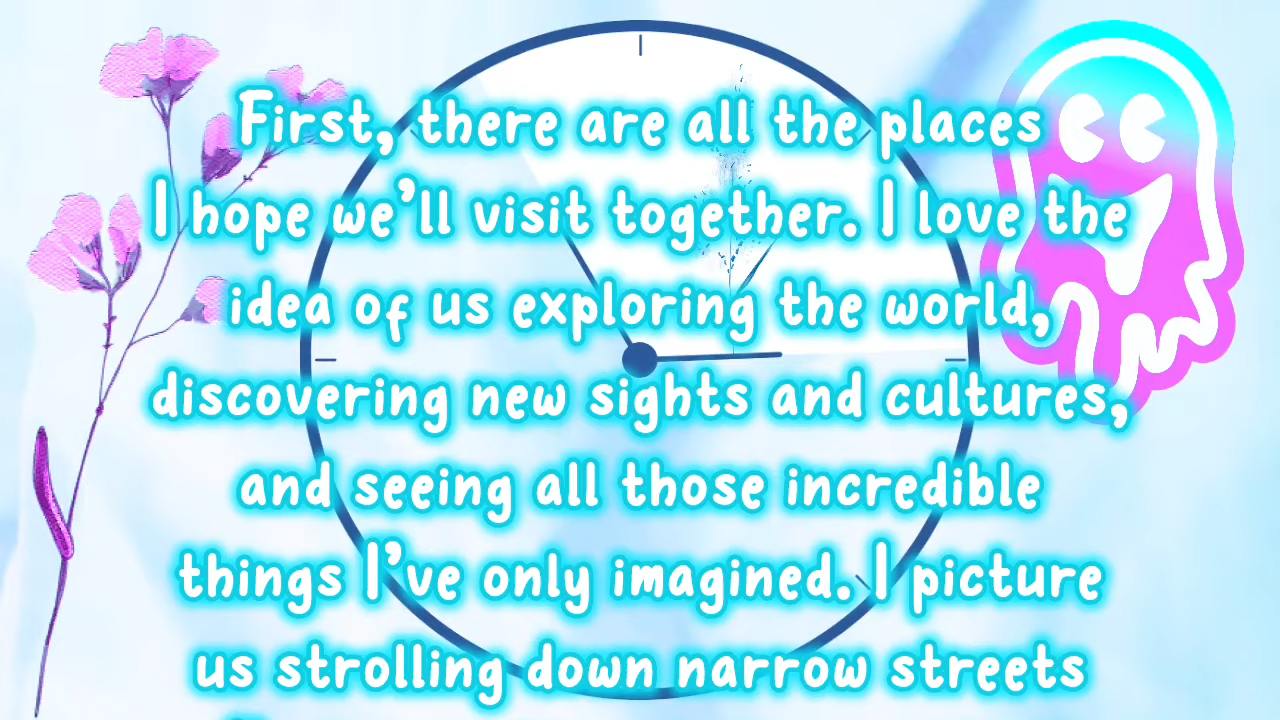 First, there are all the places
I hope we’ll visit together. I love the
idea of us exploring the world,
discovering new sights and cultures,
and seeing all those incredible
things I’ve only imagined. I picture
us strolling down narrow streets